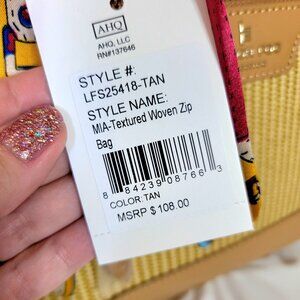 AHQ
AHQ, LLC
RN#137646
STYLE #:
LFS25418-TAN
STYLE NAME:
MIA-Textured Woven Zip
Bag
8 84239 08766 3
COLOR: TAN
MSRP $ 108.00